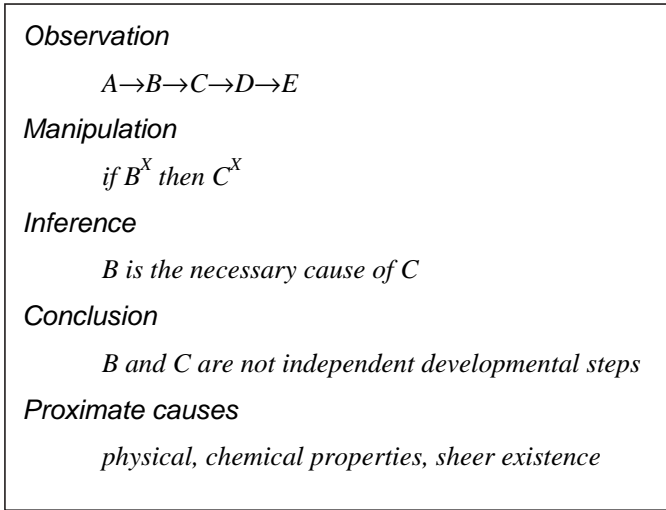 Observation
A→B→C→D→E
Manipulation
if B^X then C^X
Inference
B is the necessary cause of C
Conclusion
B and C are not independent developmental steps
Proximate causes
physical, chemical properties, sheer existence